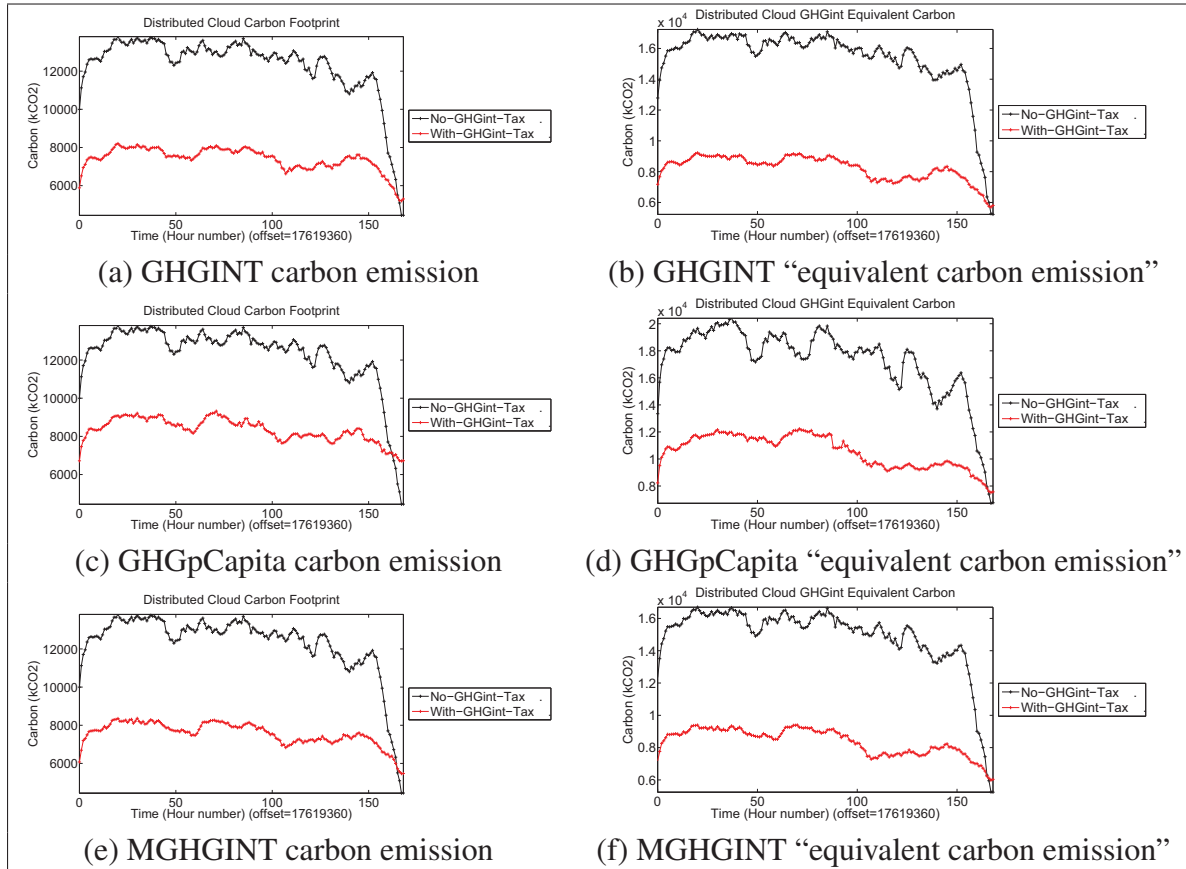 Distributed Cloud Carbon Footprint
Carbon (kCO2)
12000
10000
8000
6000
0 50 100 150
Time (Hour number) (offset=17619360)
No-GHGint-Tax .
With-GHGint-Tax .
(a) GHGINT carbon emission
Distributed Cloud GHGint Equivalent Carbon
x 10⁴
Carbon (kCO2)
1.6
1.4
1.2
1
0.8
0.6
0 50 100 150
Time (Hour number) (offset=17619360)
No-GHGint-Tax .
With-GHGint-Tax .
(b) GHGINT “equivalent carbon emission”
Distributed Cloud Carbon Footprint
Carbon (kCO2)
12000
10000
8000
6000
0 50 100 150
Time (Hour number) (offset=17619360)
No-GHGint-Tax .
With-GHGint-Tax .
(c) GHGpCapita carbon emission
Distributed Cloud GHGint Equivalent Carbon
x 10⁴
Carbon (kCO2)
2
1.8
1.6
1.4
1.2
1
0.8
0 50 100 150
Time (Hour number) (offset=17619360)
No-GHGint-Tax .
With-GHGint-Tax .
(d) GHGpCapita “equivalent carbon emission”
Distributed Cloud Carbon Footprint
Carbon (kCO2)
12000
10000
8000
6000
0 50 100 150
Time (Hour number) (offset=17619360)
No-GHGint-Tax .
With-GHGint-Tax .
(e) MGHGINT carbon emission
Distributed Cloud GHGint Equivalent Carbon
x 10⁴
Carbon (kCO2)
1.6
1.4
1.2
1
0.8
0.6
0 50 100 150
Time (Hour number) (offset=17619360)
No-GHGint-Tax .
With-GHGint-Tax .
(f) MGHGINT “equivalent carbon emission”